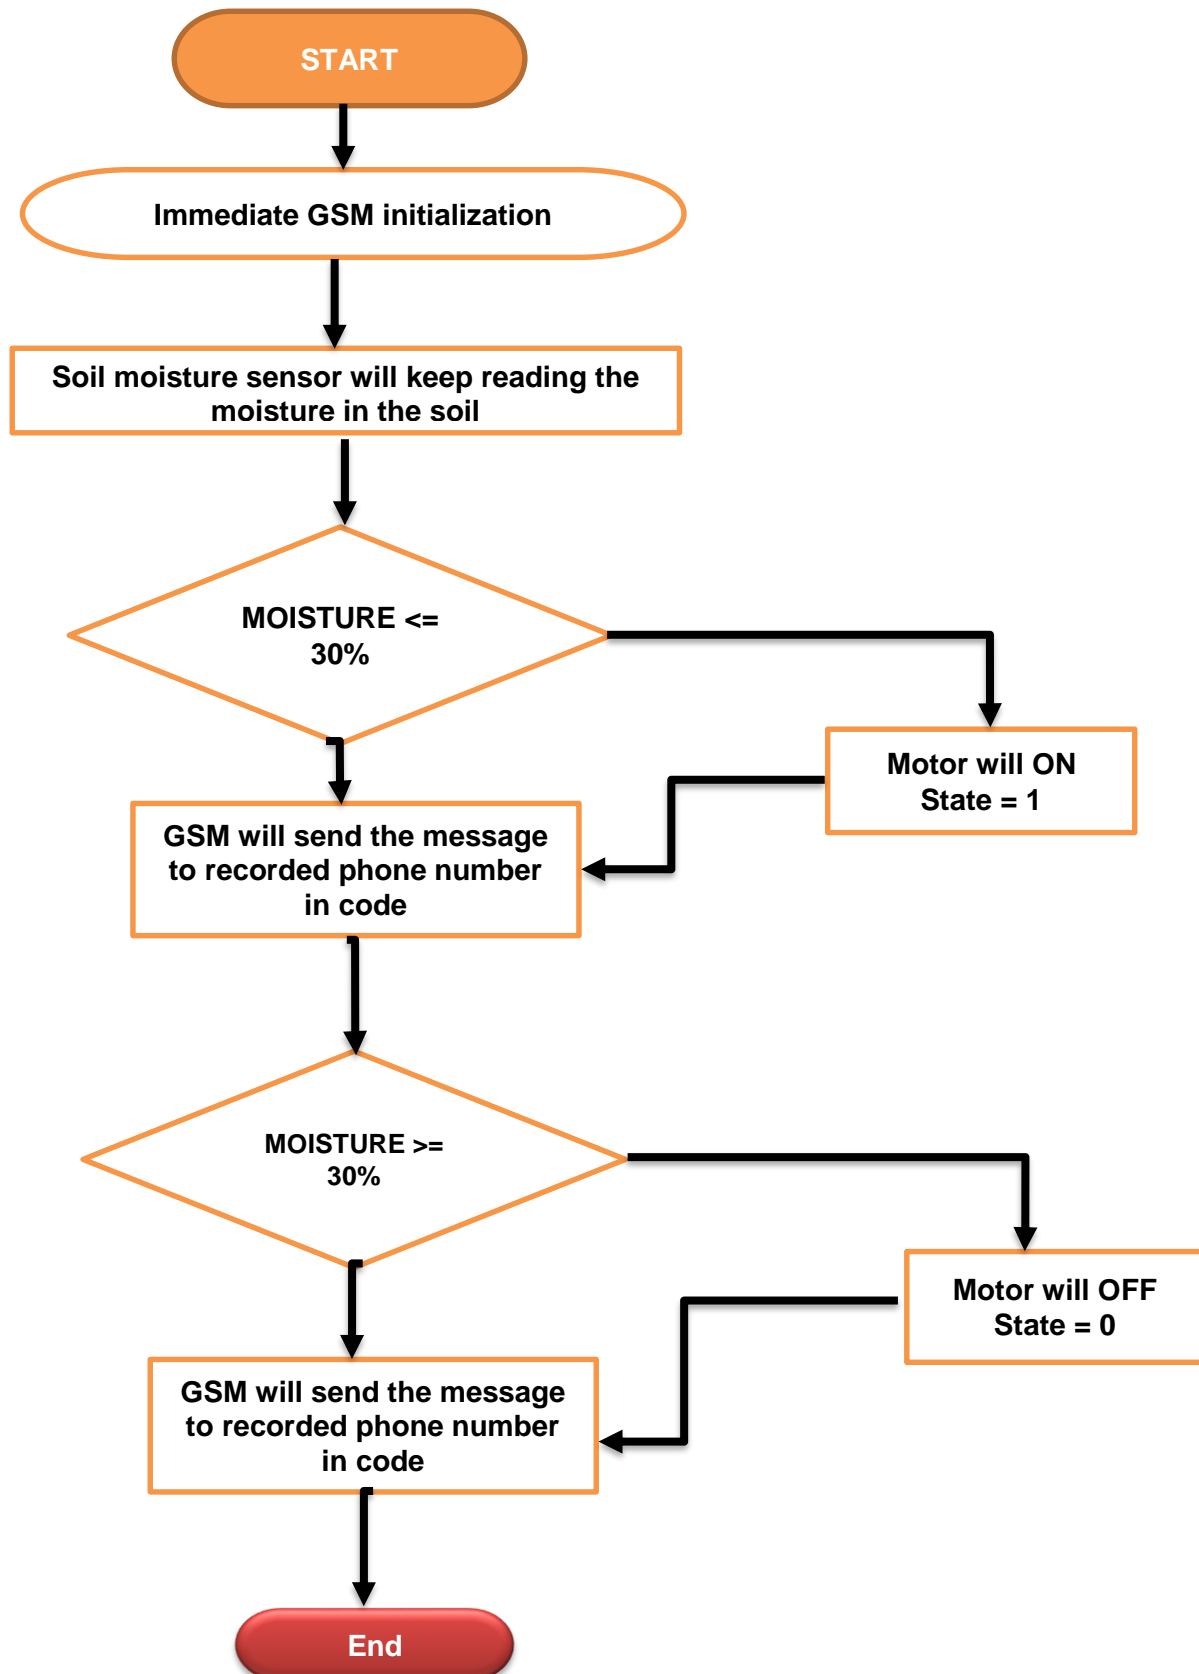 START
Immediate GSM initialization
Soil moisture sensor will keep reading the
moisture in the soil
MOISTURE <=
30%
Motor will ON
State = 1
GSM will send the message
to recorded phone number
in code
MOISTURE >=
30%
Motor will OFF
State = 0
GSM will send the message
to recorded phone number
in code
End